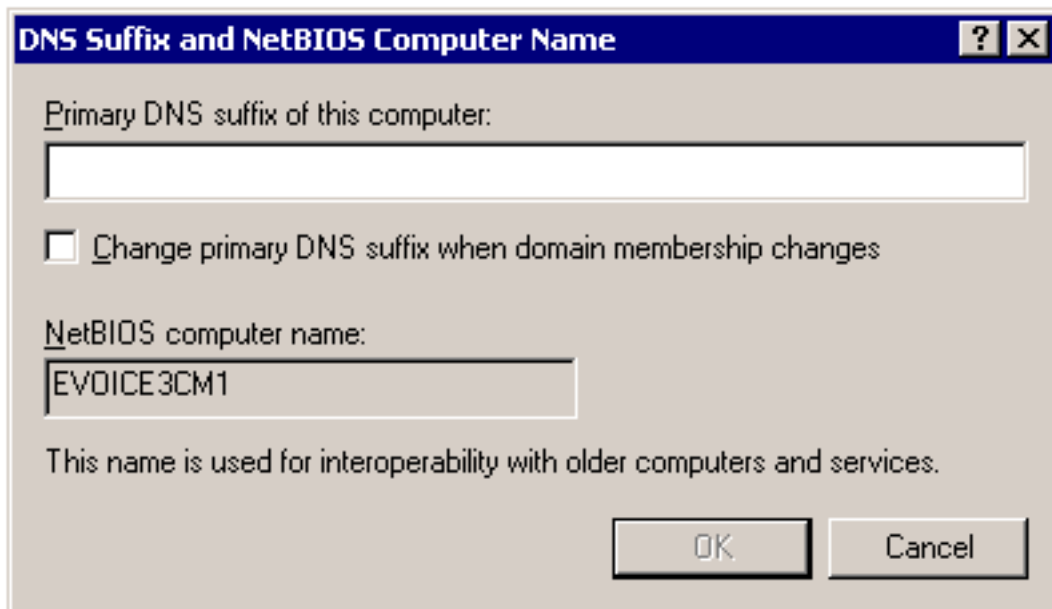 DNS Suffix and NetBIOS Computer Name
Primary DNS suffix of this computer:
Change primary DNS suffix when domain membership changes
NetBIOS computer name:
EVOICE3CM1
This name is used for interoperability with older computers and services.
OK Cancel